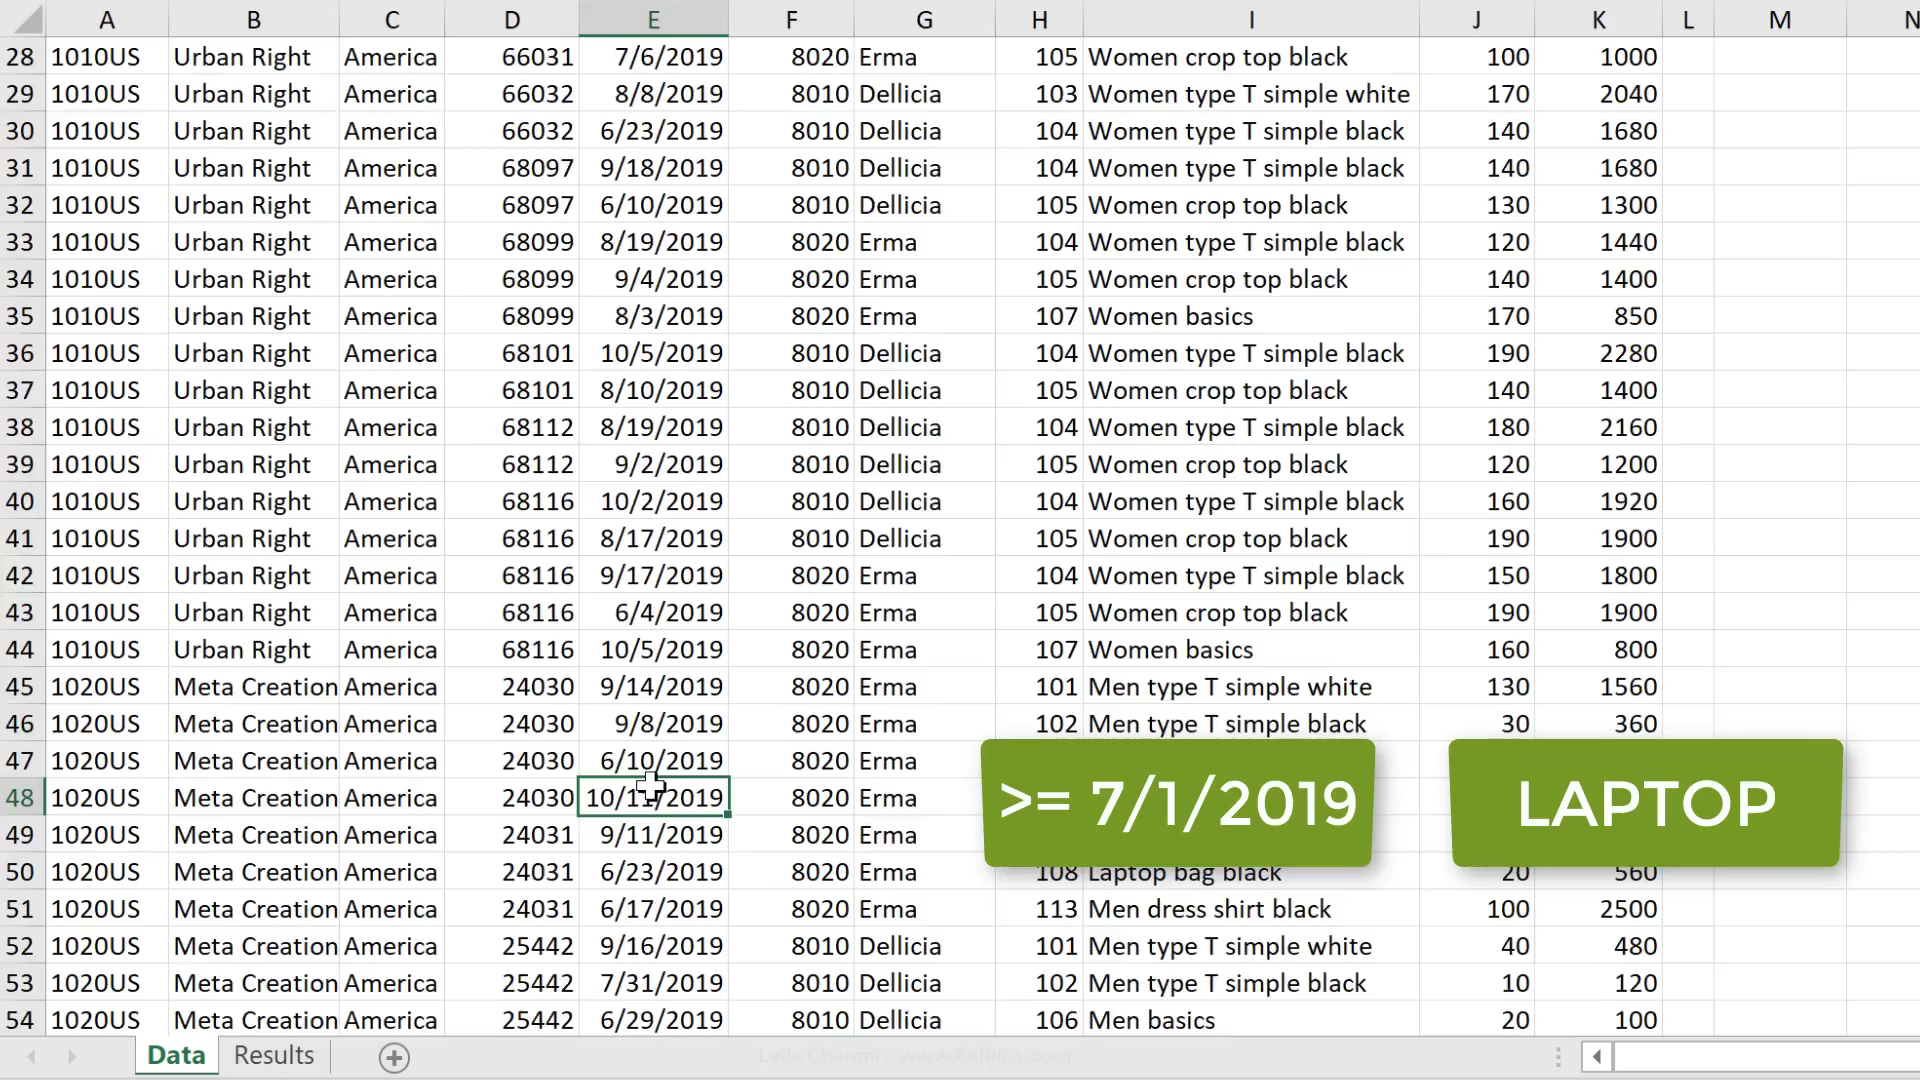 A B C D E F G H I J K L M N
28 1010US Urban Right America 66031 7/6/2019 8020 Erma 105 Women crop top black 100 1000
29 1010US Urban Right America 66032 8/8/2019 8010 Dellicia 103 Women type T simple white 170 2040
30 1010US Urban Right America 66032 6/23/2019 8010 Dellicia 104 Women type T simple black 140 1680
31 1010US Urban Right America 68097 9/18/2019 8010 Dellicia 104 Women type T simple black 140 1680
32 1010US Urban Right America 68097 6/10/2019 8010 Dellicia 105 Women crop top black 130 1300
33 1010US Urban Right America 68099 8/19/2019 8020 Erma 104 Women type T simple black 120 1440
34 1010US Urban Right America 68099 9/4/2019 8020 Erma 105 Women crop top black 140 1400
35 1010US Urban Right America 68099 8/3/2019 8020 Erma 107 Women basics 170 850
36 1010US Urban Right America 68101 10/5/2019 8010 Dellicia 104 Women type T simple black 190 2280
37 1010US Urban Right America 68101 8/10/2019 8010 Dellicia 105 Women crop top black 140 1400
38 1010US Urban Right America 68112 8/19/2019 8010 Dellicia 104 Women type T simple black 180 2160
39 1010US Urban Right America 68112 9/2/2019 8010 Dellicia 105 Women crop top black 120 1200
40 1010US Urban Right America 68116 10/2/2019 8010 Dellicia 104 Women type T simple black 160 1920
41 1010US Urban Right America 68116 8/17/2019 8010 Dellicia 105 Women crop top black 190 1900
42 1010US Urban Right America 68116 9/17/2019 8020 Erma 104 Women type T simple black 150 1800
43 1010US Urban Right America 68116 6/4/2019 8020 Erma 105 Women crop top black 190 1900
44 1010US Urban Right America 68116 10/5/2019 8020 Erma 107 Women basics 160 800
45 1020US Meta Creation America 24030 9/14/2019 8020 Erma 101 Men type T simple white 130 1560
46 1020US Meta Creation America 24030 9/8/2019 8020 Erma 102 Men type T simple black 30 360
47 1020US Meta Creation America 24030 6/10/2019 8020 Erma
48 1020US Meta Creation America 24030 8020 Erma >= 7/1/2019 LAPTOP
49 1020US Meta Creation America 24031 9/11/2019 8020 Erma
50 1020US Meta Creation America 24031 6/23/2019 8020 Erma 108 Laptop bag black 20 560
51 1020US Meta Creation America 24031 6/17/2019 8020 Erma 113 Men dress shirt black 100 2500
52 1020US Meta Creation America 25442 9/16/2019 8010 Dellicia 101 Men type T simple white 40 480
53 1020US Meta Creation America 25442 7/31/2019 8010 Dellicia 102 Men type T simple black 10 120
54 1020US Meta Creation America 25442 6/29/2019 8010 Dellicia 106 Men basics 20 100
Data Results
Leila Gharani - www.XelPlus.com